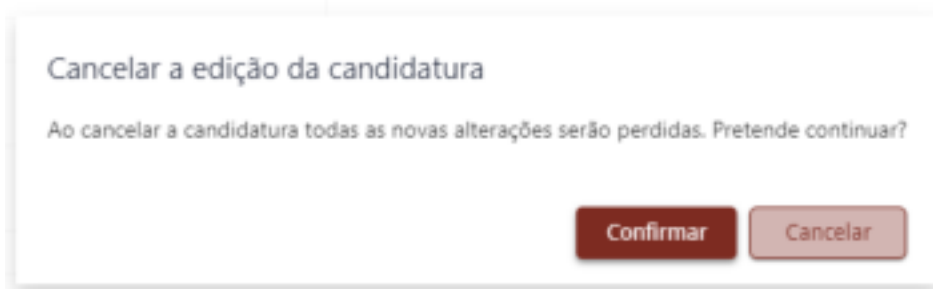 Cancelar a edição da candidatura
Ao cancelar a candidatura todas as novas alterações serão perdidas. Pretende continuar?
Confirmar
Cancelar